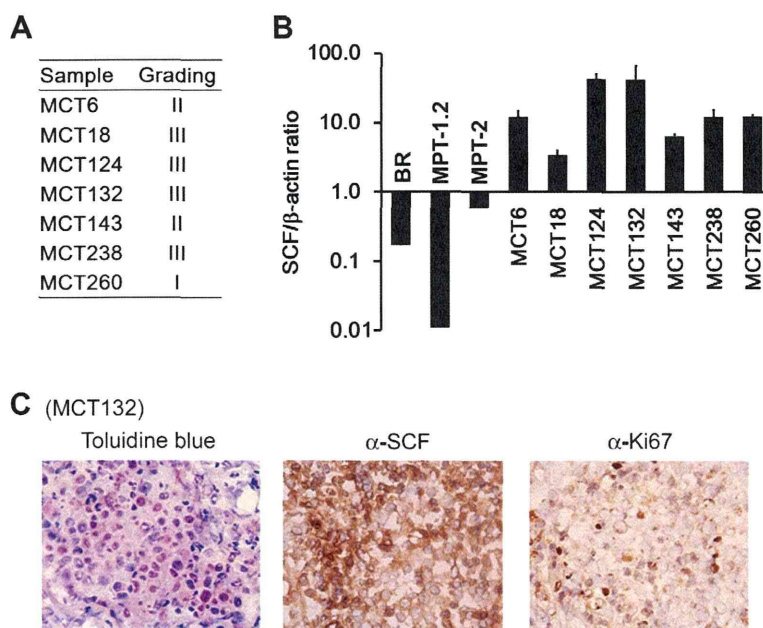 A
Sample Grading
MCT6 II
MCT18 III
MCT124 III
MCT132 III
MCT143 II
MCT238 III
MCT260 I
B
SCF/β-actin ratio
100.0
10.0
1.0
0.1
0.01
BR
MPT-1.2
MPT-2
MCT6
MCT18
MCT124
MCT132
MCT143
MCT238
MCT260
C (MCT132)
Toluidine blue α-SCF α-Ki67